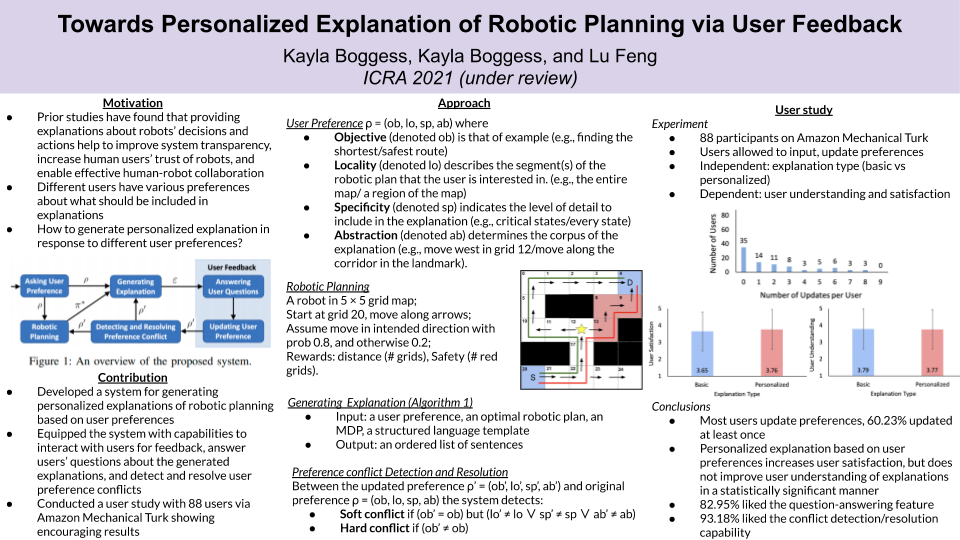 Towards Personalized Explanation of Robotic Planning via User Feedback
Kayla Boggess, Kayla Boggess, and Lu Feng
ICRA 2021 (under review)
Motivation
● Prior studies have found that providing
explanations about robots' decisions and
actions help to improve system transparency,
increase human users' trust of robots, and
enable effective human-robot collaboration
● Different users have various preferences
about what should be included in
explanations
● How to generate personalized explanation in
response to different user preferences?
User Feedback
Asking User
Preference
ρ
Generating
Explanation
ε
Answering
User Questions
ρ
π*
ρ'
Robotic
Planning
ρ'
Detecting and Resolving
Preference Conflict
ρ'
Updating User
Preference
Figure 1: An overview of the proposed system.
Contribution
● Developed a system for generating
personalized explanations of robotic planning
based on user preferences
● Equipped the system with capabilities to
interact with users for feedback, answer
users' questions about the generated
explanations, and detect and resolve user
preference conflicts
● Conducted a user study with 88 users via
Amazon Mechanical Turk showing
encouraging results
Approach
User Preference ρ = (ob, lo, sp, ab) where
● Objective (denoted ob) is that of example (e.g., finding the
shortest/safest route)
● Locality (denoted lo) describes the segment(s) of the
robotic plan that the user is interested in. (e.g., the entire
map/ a region of the map)
● Specificity (denoted sp) indicates the level of detail to
include in the explanation (e.g., critical states/every state)
● Abstraction (denoted ab) determines the corpus of the
explanation (e.g., move west in grid 12/move along the
corridor in the landmark).
Robotic Planning
A robot in 5 × 5 grid map;
Start at grid 20, move along arrows;
Assume move in intended direction with
prob 0.8, and otherwise 0.2;
Rewards: distance (# grids), Safety (# red
grids).
D
S
Generating Explanation (Algorithm 1)
● Input: a user preference, an optimal robotic plan, an
MDP, a structured language template
● Output: an ordered list of sentences
Preference conflict Detection and Resolution
Between the updated preference ρ' = (ob', lo', sp', ab') and original
preference ρ = (ob, lo, sp, ab) the system detects:
● Soft conflict if (ob' = ob) but (lo' ≠ lo ∨ sp' ≠ sp ∨ ab' ≠ ab)
● Hard conflict if (ob' ≠ ob)
User study
Experiment
● 88 participants on Amazon Mechanical Turk
● Users allowed to input, update preferences
● Independent: explanation type (basic vs
personalized)
● Dependent: user understanding and satisfaction
Number of Users
80
60
40
20
0
35 14 11 8 3 5 6 3 3 0
0 1 2 3 4 5 6 7 8 9
Number of Updates per User
User Satisfaction
5
4
3
2
1
3.65 3.76
Basic Personalized
Explanation Type
User Understanding
5
4
3
2
1
3.79 3.77
Basic Personalized
Explanation Type
Conclusions
● Most users update preferences, 60.23% updated
at least once
● Personalized explanation based on user
preferences increases user satisfaction, but does
not improve user understanding of explanations
in a statistically significant manner
● 82.95% liked the question-answering feature
● 93.18% liked the conflict detection/resolution
capability